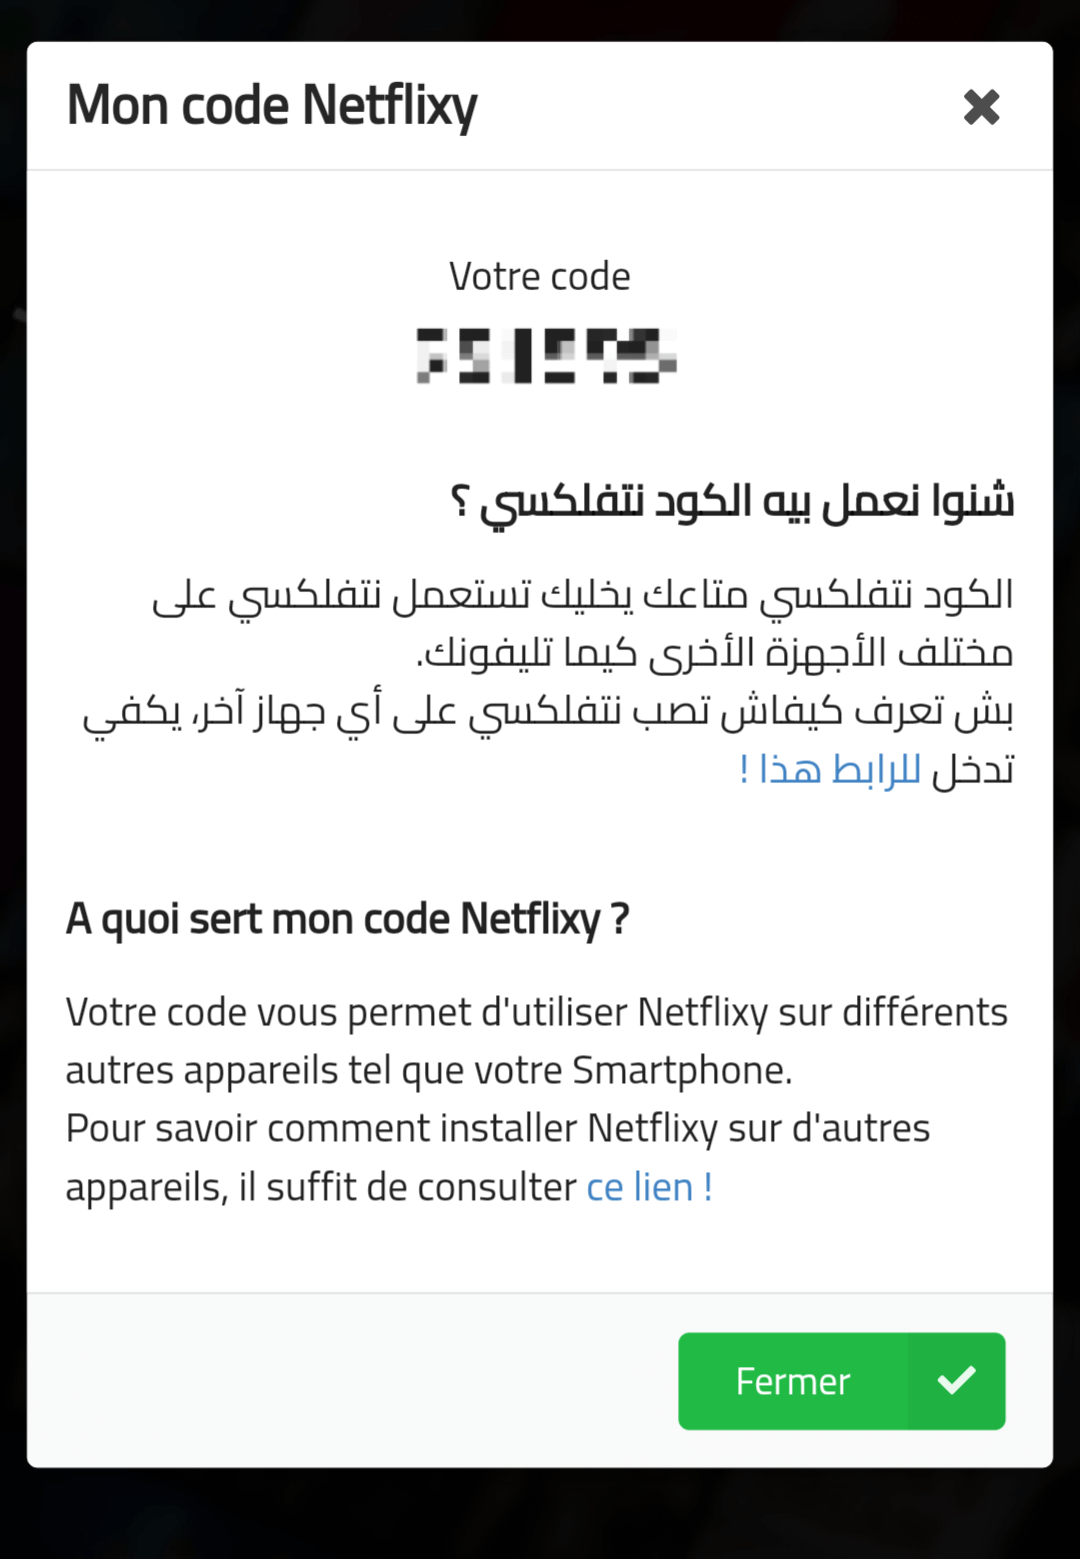 Mon code Netflixy
Votre code
شنوا نعمل بيه الكود نتفلكسي ؟
الكود نتفلكسي متاعك يخليك تستعمل نتفلكسي على
مختلف الأجهزة الأخرى كيما تليفونك.
بش تعرف كيفاش تصب نتفلكسي على أي جهاز آخر، يكفي
تدخل للرابط هذا !
A quoi sert mon code Netflixy ?
Votre code vous permet d'utiliser Netflixy sur différents
autres appareils tel que votre Smartphone.
Pour savoir comment installer Netflixy sur d'autres
appareils, il suffit de consulter ce lien !
Fermer